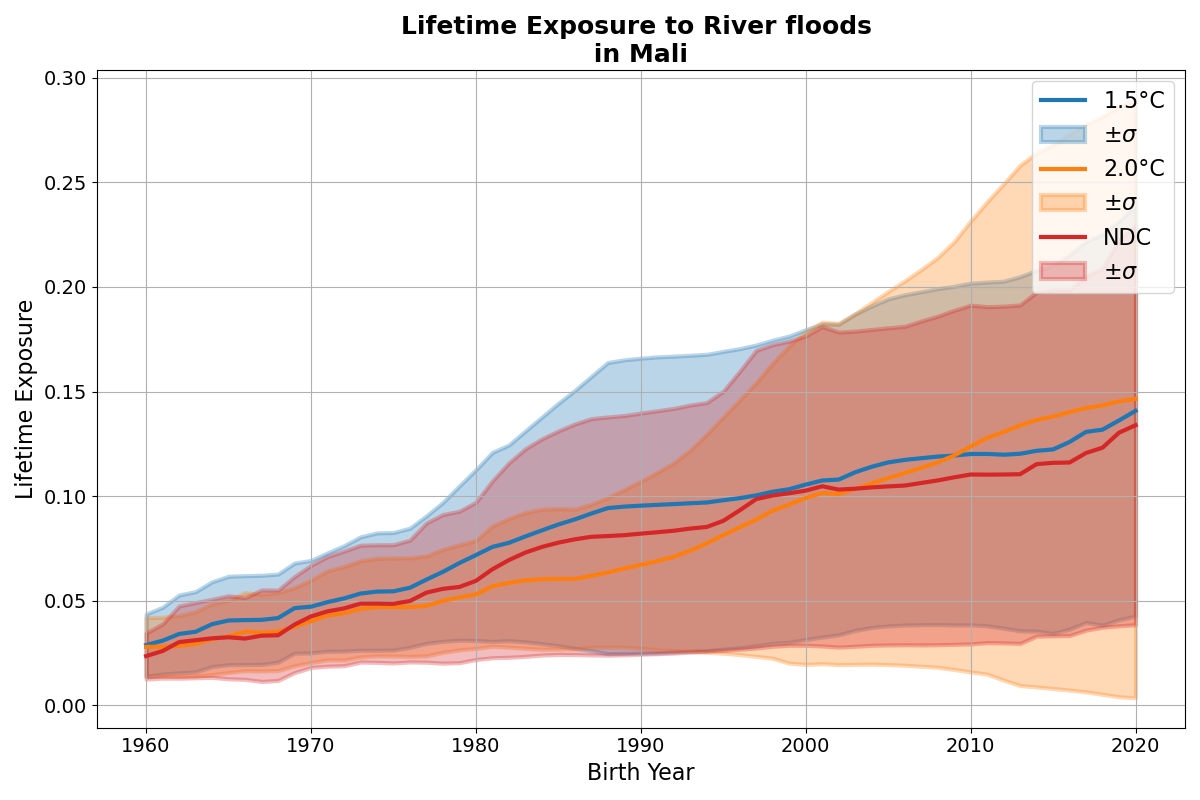 Lifetime Exposure to River floods
in Mali
Lifetime Exposure
0.30
0.25
0.20
0.15
0.10
0.05
0.00
1.5°C
±σ
2.0°C
±σ
NDC
±σ
1960
1970
1980
1990
2000
2010
2020
Birth Year